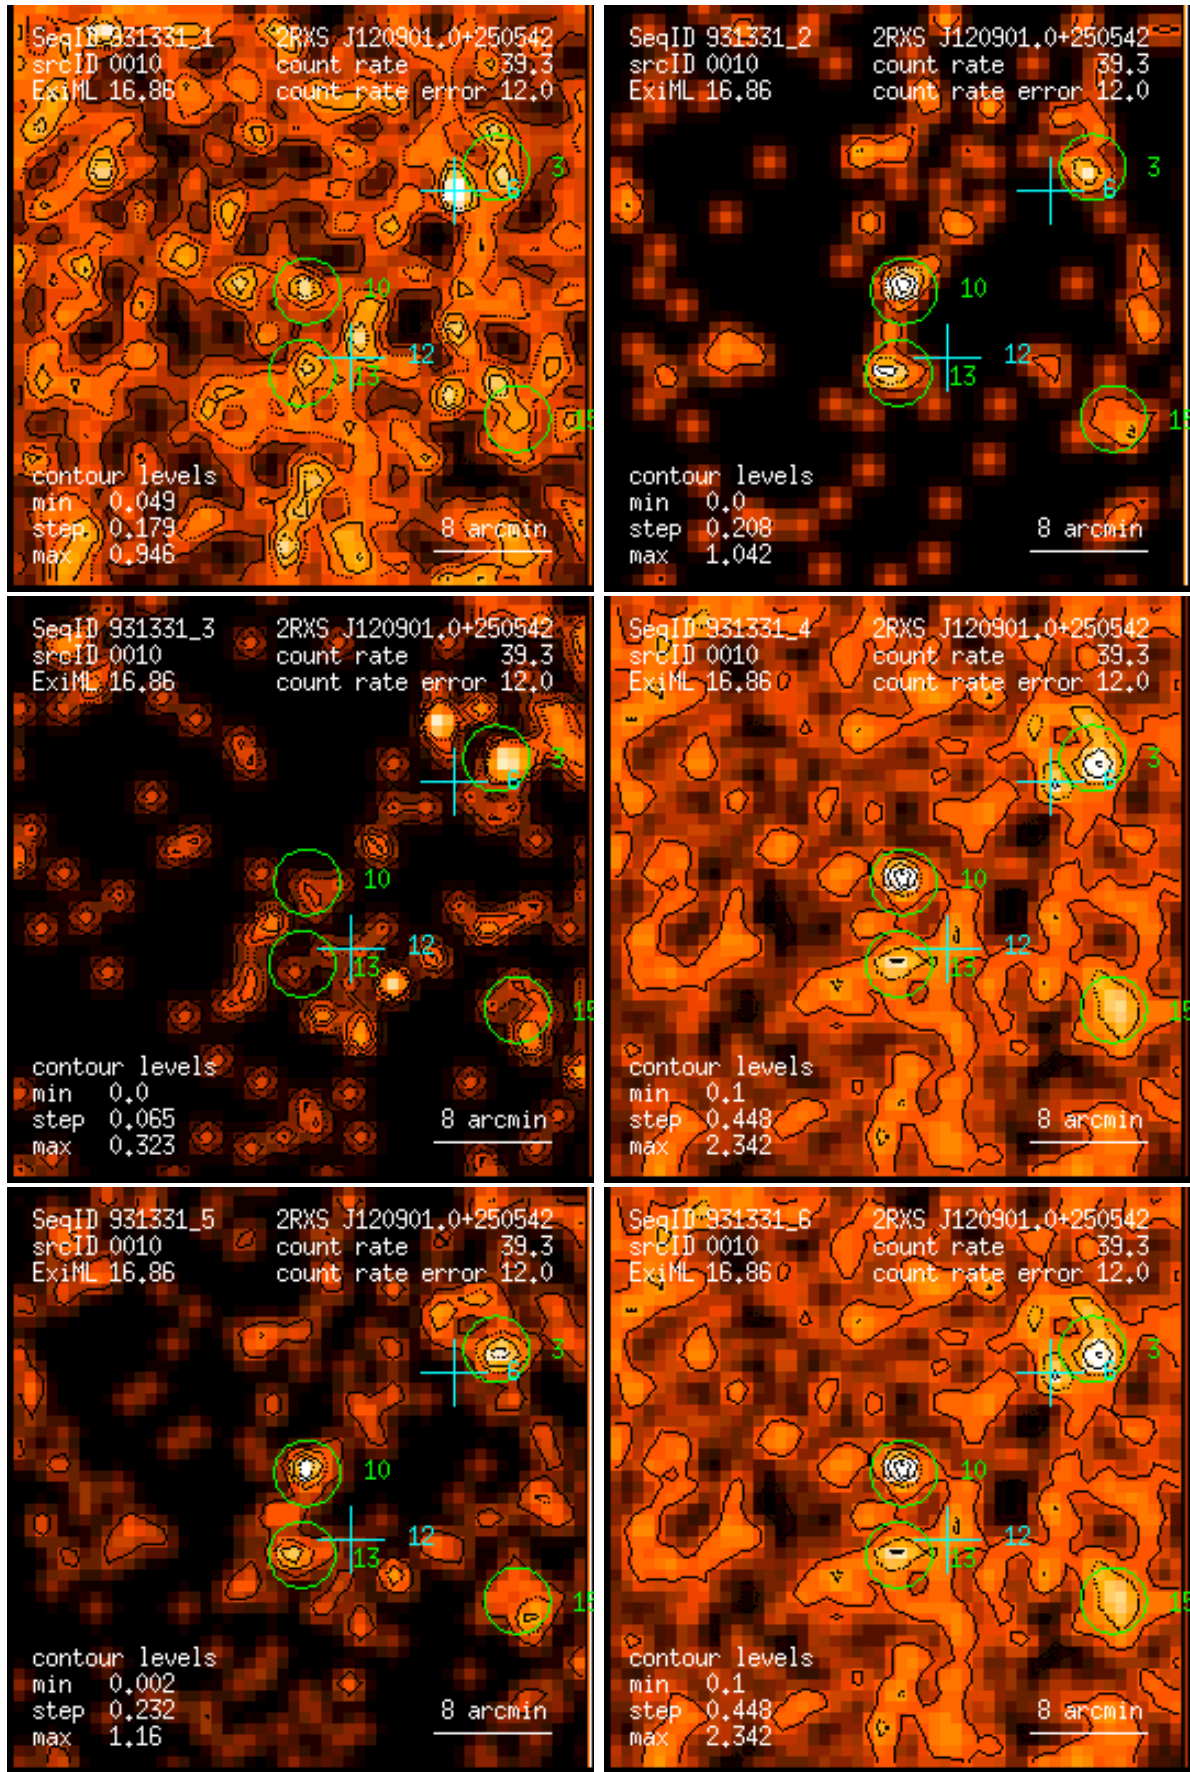 SeqID 931331_1 2RXS J120901.0+250542
srcID 0010 count rate 39.3
ExiML 16.86 count rate error 12.0
3
6
10
12
13
15
contour levels
min 0.049
step 0.179 8 arcmin
max 0.946
SeqID 931331_2 2RXS J120901.0+250542
srcID 0010 count rate 39.3
ExiML 16.86 count rate error 12.0
3
6
10
12
13
15
contour levels
min 0.0
step 0.208 8 arcmin
max 1.042
SeqID 931331_3 2RXS J120901.0+250542
srcID 0010 count rate 39.3
ExiML 16.86 count rate error 12.0
3
6
10
12
13
15
contour levels
min 0.0
step 0.065 8 arcmin
max 0.323
SeqID 931331_4 2RXS J120901.0+250542
srcID 0010 count rate 39.3
ExiML 16.86 count rate error 12.0
3
6
10
12
13
15
contour levels
min 0.1
step 0.448 8 arcmin
max 2.342
SeqID 931331_5 2RXS J120901.0+250542
srcID 0010 count rate 39.3
ExiML 16.86 count rate error 12.0
3
6
10
12
13
15
contour levels
min 0.002
step 0.232 8 arcmin
max 1.16
SeqID 931331_6 2RXS J120901.0+250542
srcID 0010 count rate 39.3
ExiML 16.86 count rate error 12.0
3
6
10
12
13
15
contour levels
min 0.1
step 0.448 8 arcmin
max 2.342